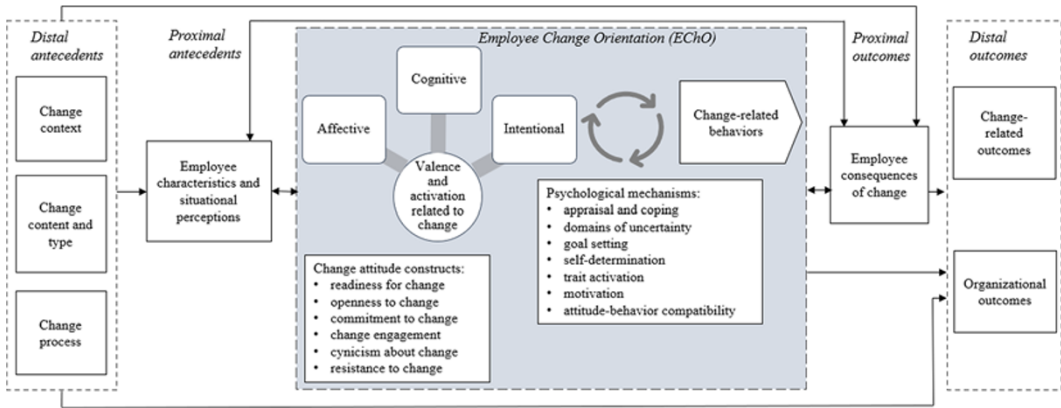 Distal
antecedents
Change
context
Change
content and
type
Change
process
Proximal
antecedents
Employee
characteristics and
situational
perceptions
Employee Change Orientation (EChO)
Cognitive
Affective
Intentional
Valence
and
activation
related to
change
Change-related
behaviors
Change attitude constructs:
• readiness for change
• openness to change
• commitment to change
• change engagement
• cynicism about change
• resistance to change
Psychological mechanisms:
• appraisal and coping
• domains of uncertainty
• goal setting
• self-determination
• trait activation
• motivation
• attitude-behavior compatibility
Proximal
outcomes
Employee
consequences
of change
Distal
outcomes
Change-
related
outcomes
Organizational
outcomes